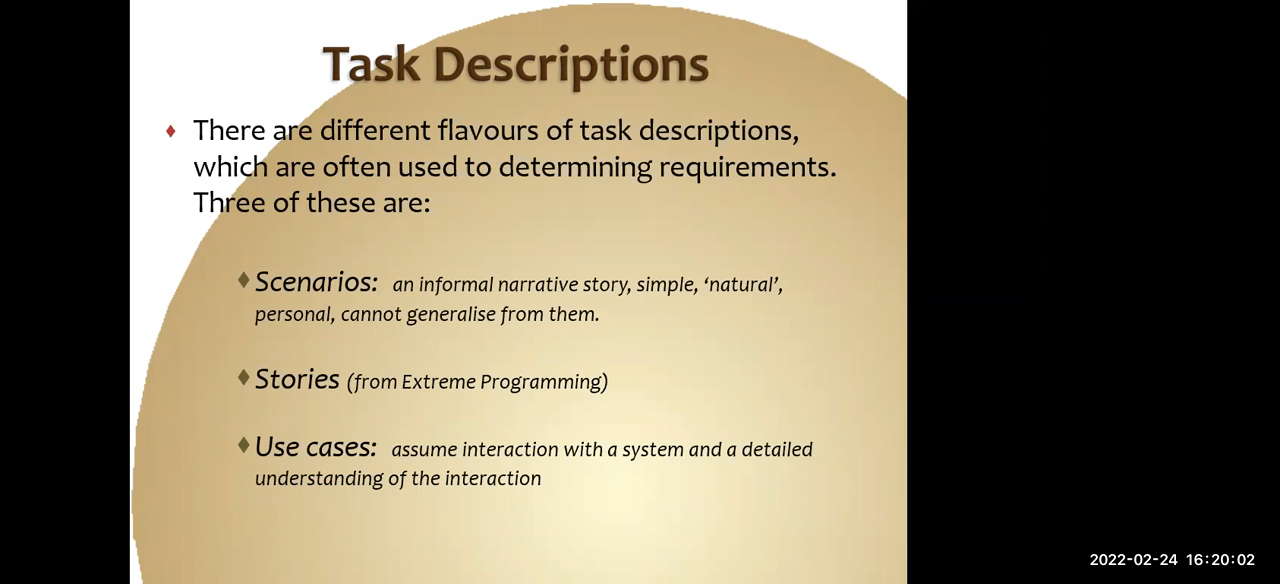 Task Descriptions
There are different flavours of task descriptions,
which are often used to determining requirements.
Three of these are:
Scenarios: an informal narrative story, simple, ‘natural’,
personal, cannot generalise from them.
Stories (from Extreme Programming)
Use cases: assume interaction with a system and a detailed
understanding of the interaction
2022-02-24 16:20:02